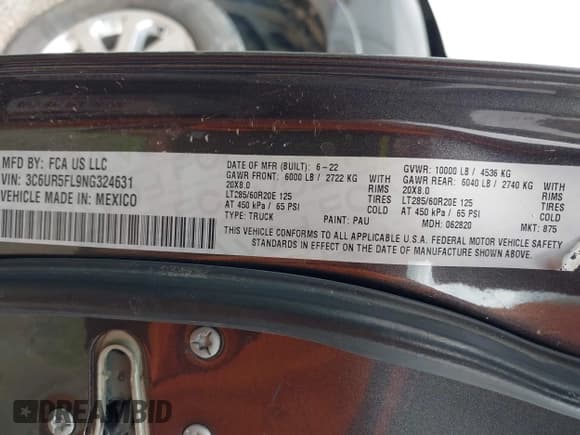 MFD BY: FCA US LLC
VIN: 3C6UR5FL9NG324631
VEHICLE MADE IN: MEXICO
DATE OF MFR (BUILT): 6-22
GAWR FRONT: 6000 LB / 2722 KG WITH
20X8.0 RIMS
LT285/60R20E 125 TIRES
AT 450 kPa / 65 PSI COLD
TYPE: TRUCK PAINT: PAU
GVWR: 10000 LB / 4536 KG
GAWR REAR: 6040 LB / 2740 KG WITH
20X8.0 RIMS
LT285/60R20E 125 TIRES
AT 450 kPa / 65 PSI COLD
MDH: 062820 MKT: 875
THIS VEHICLE CONFORMS TO ALL APPLICABLE U.S.A. FEDERAL MOTOR VEHICLE SAFETY
STANDARDS IN EFFECT ON THE DATE OF MANUFACTURE SHOWN ABOVE.
DREAMBID